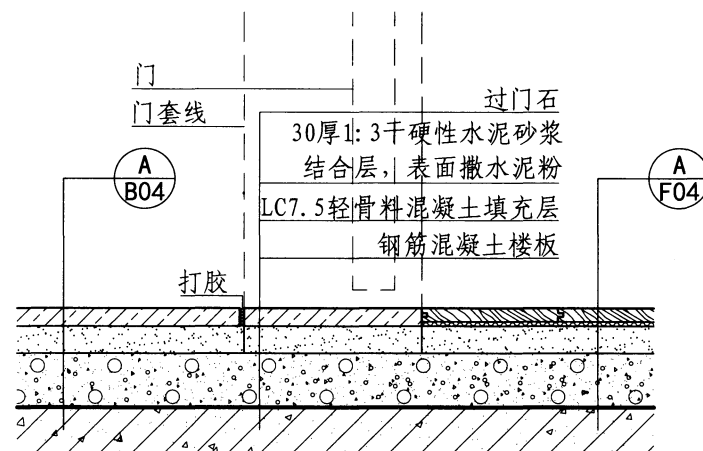 门
门套线
过门石
30厚1:3干硬性水泥砂浆
结合层，表面撒水泥粉
LC7.5轻骨料混凝土填充层
钢筋混凝土楼板
A
B04
A
F04
打胶